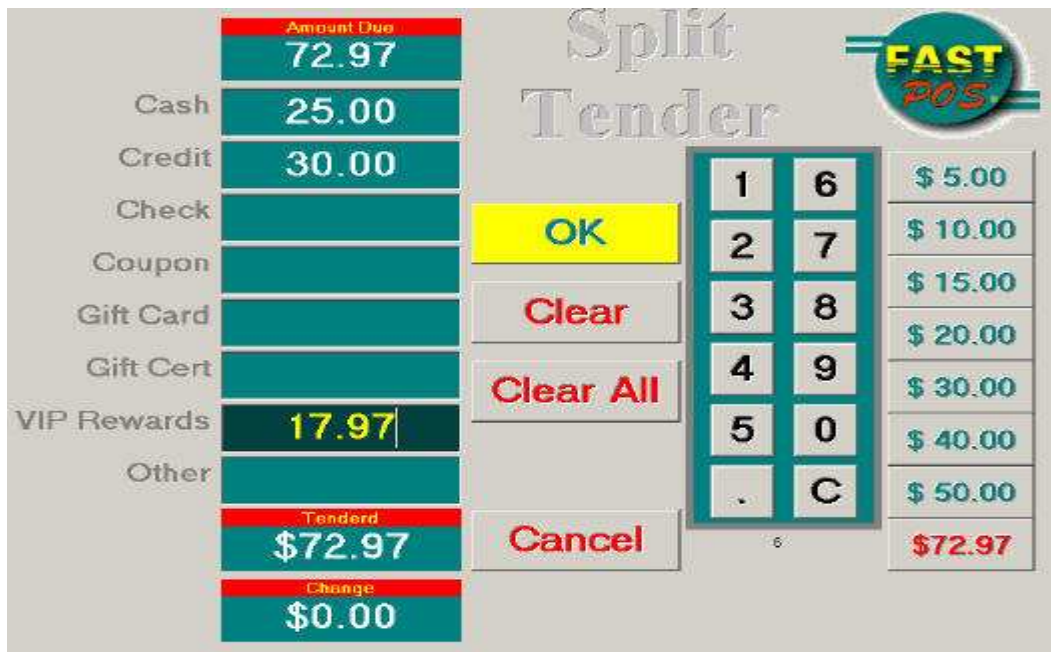 Amount Due
72.97
Split
Tender
FAST
POS
Cash 25.00
Credit 30.00
Check
Coupon
Gift Card
Gift Cert
VIP Rewards 17.97
Other
Tenderd
$72.97
Change
$0.00
OK
Clear
Clear All
Cancel
1 6
2 7
3 8
4 9
5 0
. C
6
$ 5.00
$ 10.00
$ 15.00
$ 20.00
$ 30.00
$ 40.00
$ 50.00
$72.97